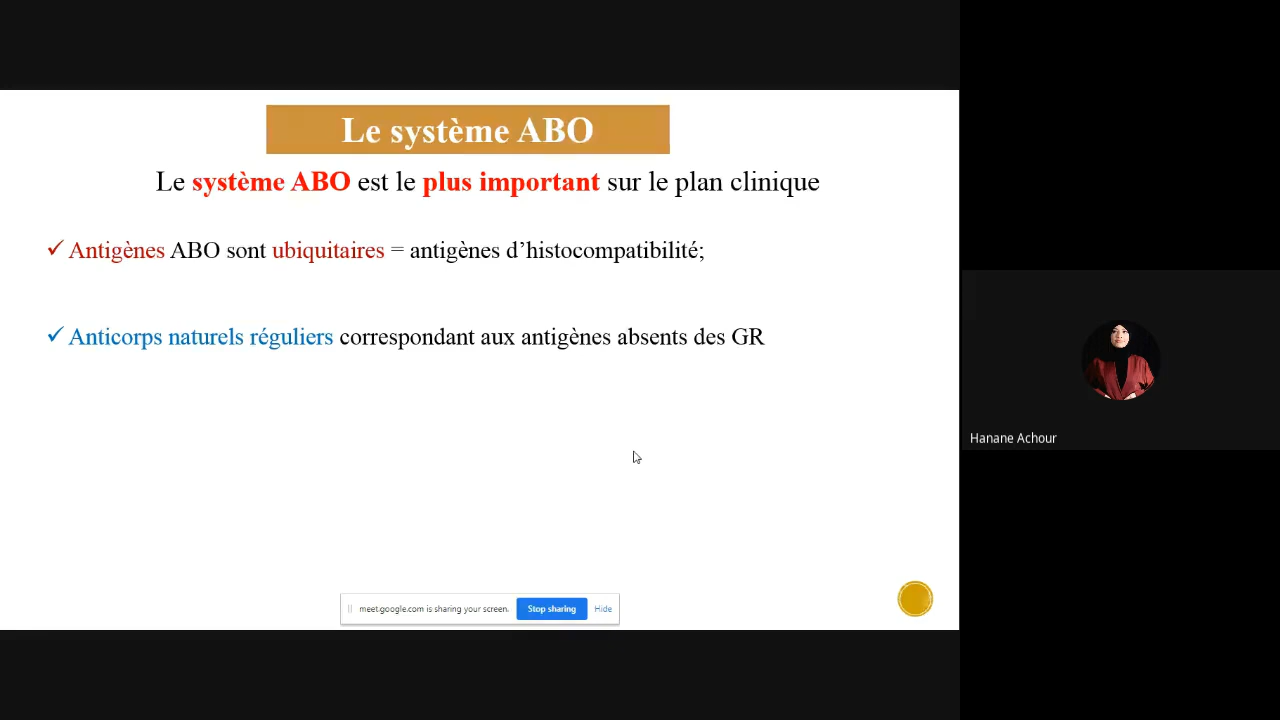 Le système ABO
Le système ABO est le plus important sur le plan clinique
✓ Antigènes ABO sont ubiquitaires = antigènes d’histocompatibilité;
✓ Anticorps naturels réguliers correspondant aux antigènes absents des GR
Hanane Achour
meet.google.com is sharing your screen. Stop sharing Hide